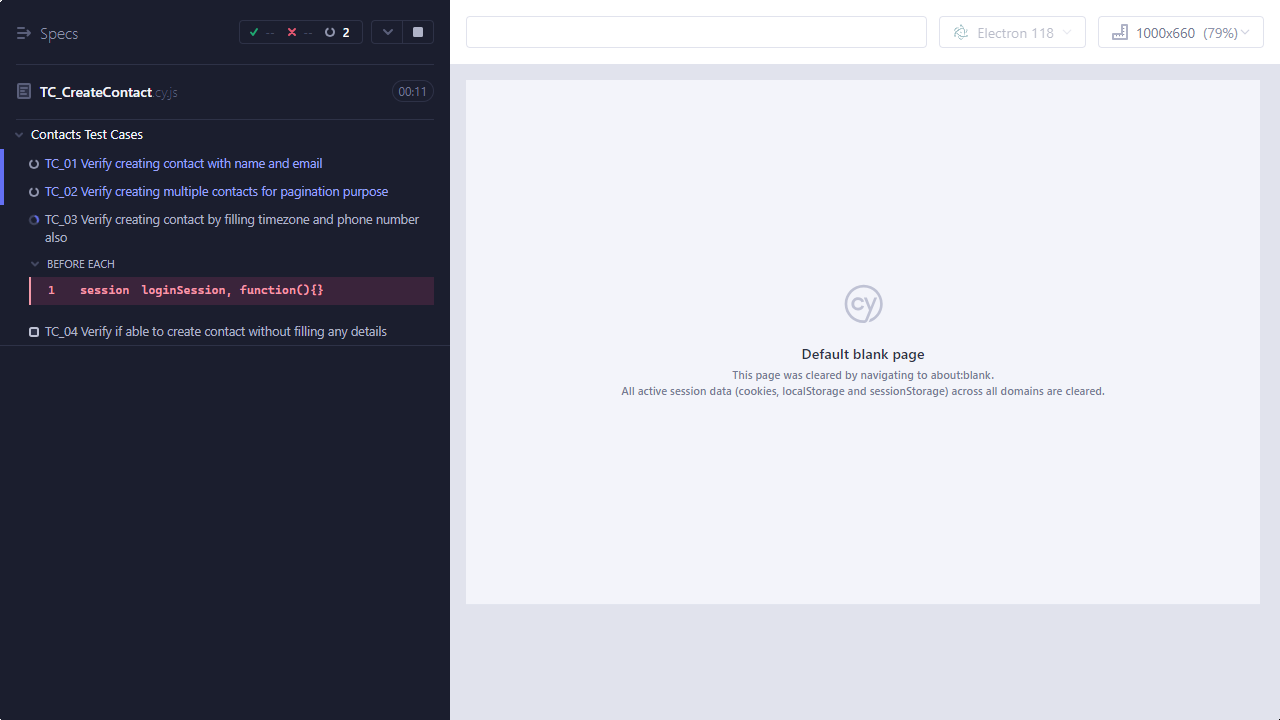 Specs
-- -- 2
Electron 118
1000x660 (79%)
TC_CreateContact.cy.js
00:11
Contacts Test Cases
TC_01 Verify creating contact with name and email
TC_02 Verify creating multiple contacts for pagination purpose
TC_03 Verify creating contact by filling timezone and phone number
also
BEFORE EACH
1 session loginSession, function(){}
TC_04 Verify if able to create contact without filling any details
cy
Default blank page
This page was cleared by navigating to about:blank.
All active session data (cookies, localStorage and sessionStorage) across all domains are cleared.